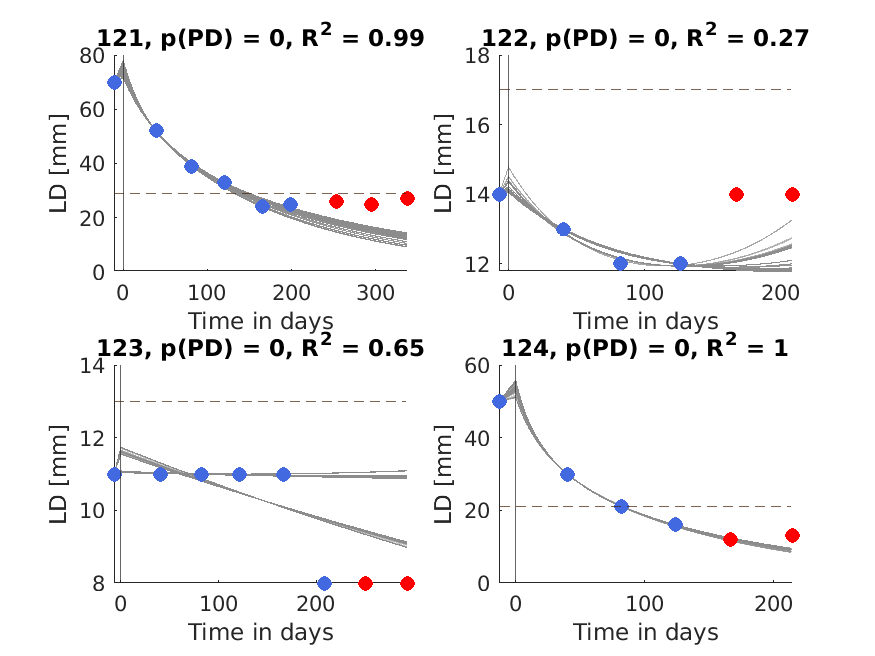 121, p(PD) = 0, R² = 0.99
80
60
40
20
0
LD [mm]
0 100 200 300
Time in days
122, p(PD) = 0, R² = 0.27
18
16
14
12
LD [mm]
0 100 200
Time in days
123, p(PD) = 0, R² = 0.65
14
12
10
8
LD [mm]
0 100 200
Time in days
124, p(PD) = 0, R² = 1
60
40
20
0
LD [mm]
0 100 200
Time in days